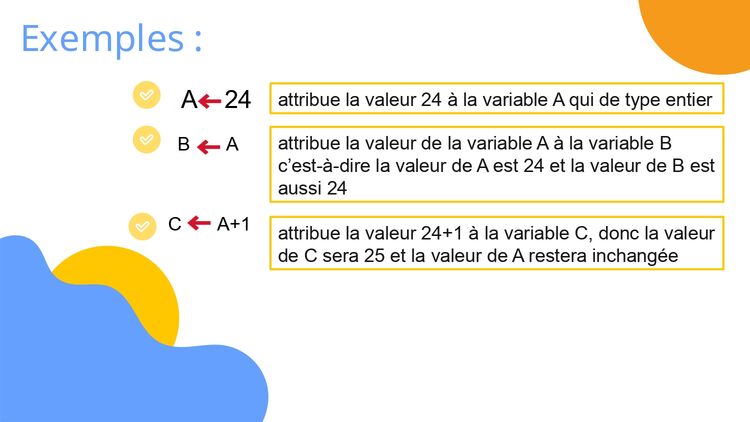 Exemples :
A←24
attribue la valeur 24 à la variable A qui de type entier
B ← A
attribue la valeur de la variable A à la variable B
c’est-à-dire la valeur de A est 24 et la valeur de B est
aussi 24
C ← A+1
attribue la valeur 24+1 à la variable C, donc la valeur
de C sera 25 et la valeur de A restera inchangée